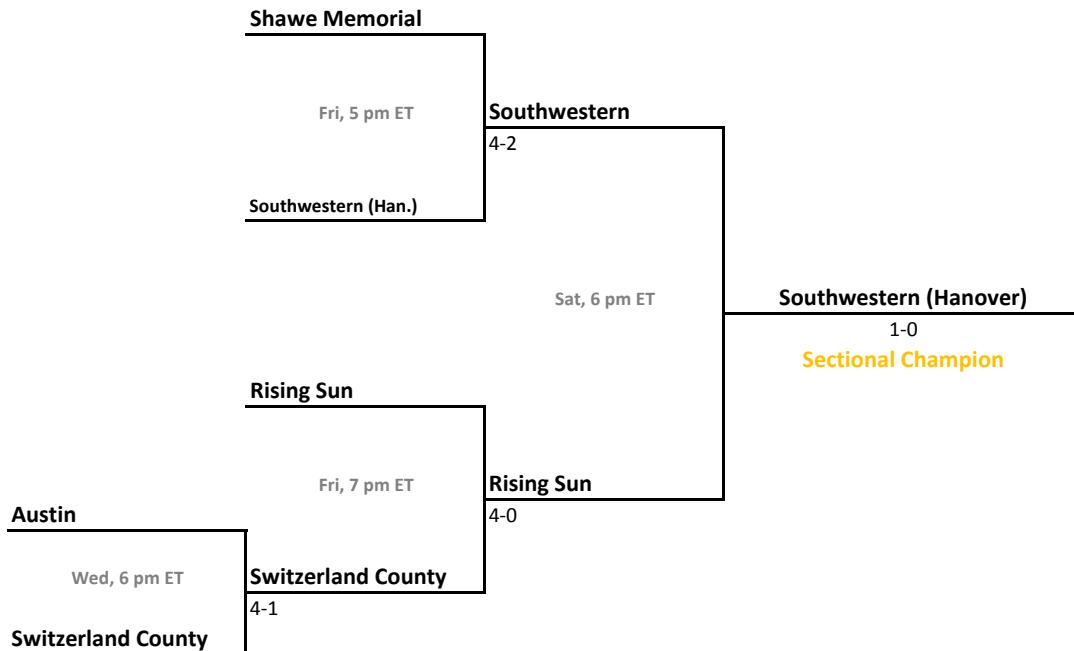 Shawe Memorial
Fri, 5 pm ET
Southwestern
4-2
Southwestern (Han.)
Sat, 6 pm ET
Southwestern (Hanover)
1-0
Sectional Champion
Rising Sun
Fri, 7 pm ET
Rising Sun
4-0
Austin
Wed, 6 pm ET
Switzerland County
4-1
Switzerland County